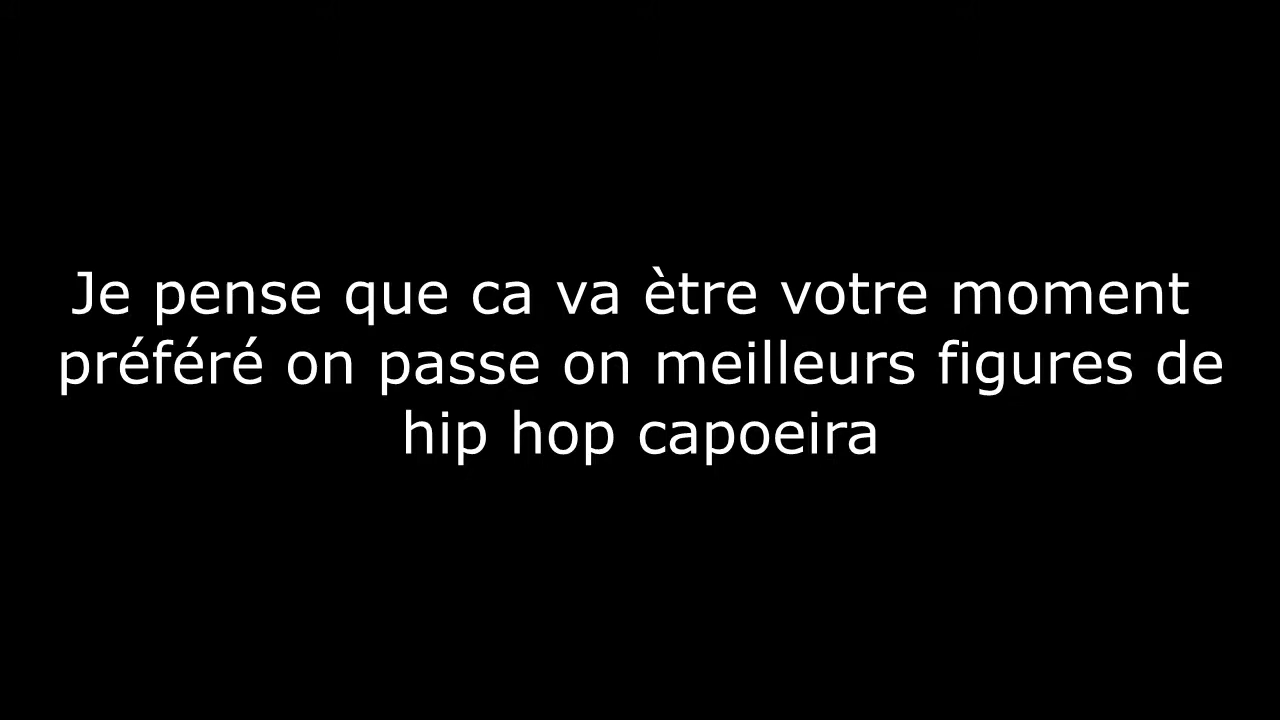 Je pense que ca va ètre votre moment
préféré on passe on meilleurs figures de
hip hop capoeira